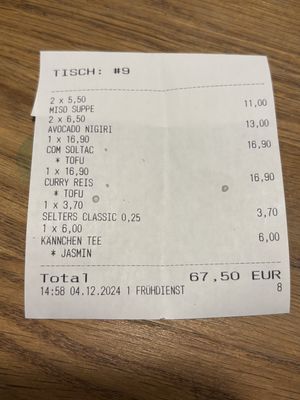 TISCH: #9
2 x 5,50
MISO SUPPE 11,00
2 x 6,50
AVOCADO NIGIRI 13,00
1 x 16,90
COM SOLTAC 16,90
* TOFU
1 x 16,90
CURRY REIS 16,90
* TOFU
1 x 3,70
SELTERS CLASSIC 0,25 3,70
1 x 6,00
KÄNNCHEN TEE 6,00
* JASMIN
Total 67,50 EUR
14:58 04.12.2024 1 FRÜHDIENST 8